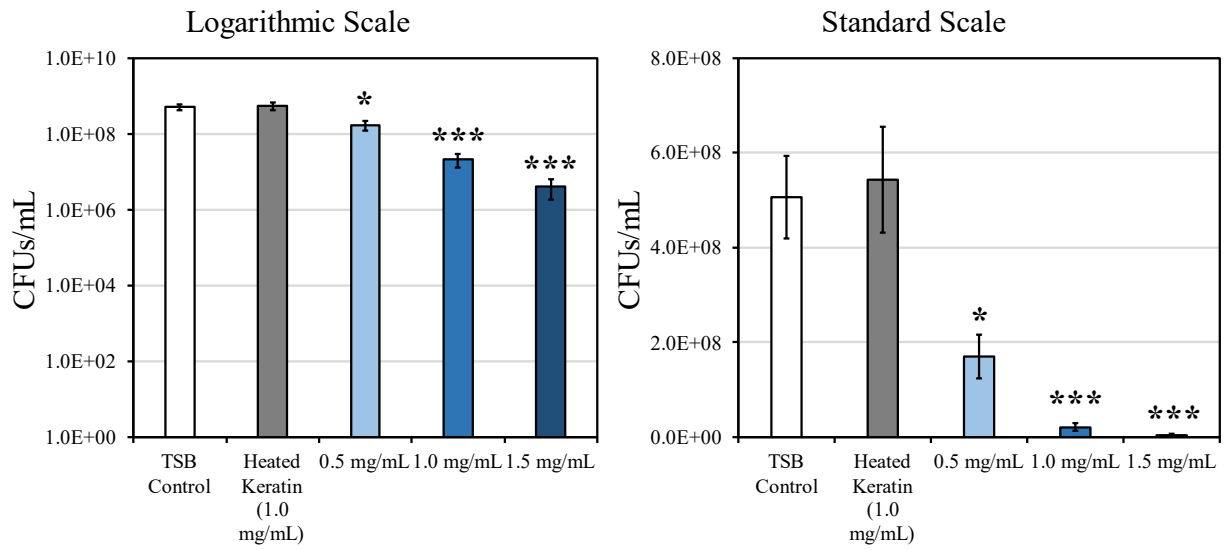 Logarithmic Scale
CFUs/mL
1.0E+10
1.0E+08
1.0E+06
1.0E+04
1.0E+02
1.0E+00
*
***
***
TSB
Control
Heated
Keratin
(1.0
mg/mL)
0.5 mg/mL
1.0 mg/mL
1.5 mg/mL
Standard Scale
CFUs/mL
8.0E+08
6.0E+08
4.0E+08
2.0E+08
0.0E+00
*
***
***
TSB
Control
Heated
Keratin
(1.0
mg/mL)
0.5 mg/mL
1.0 mg/mL
1.5 mg/mL